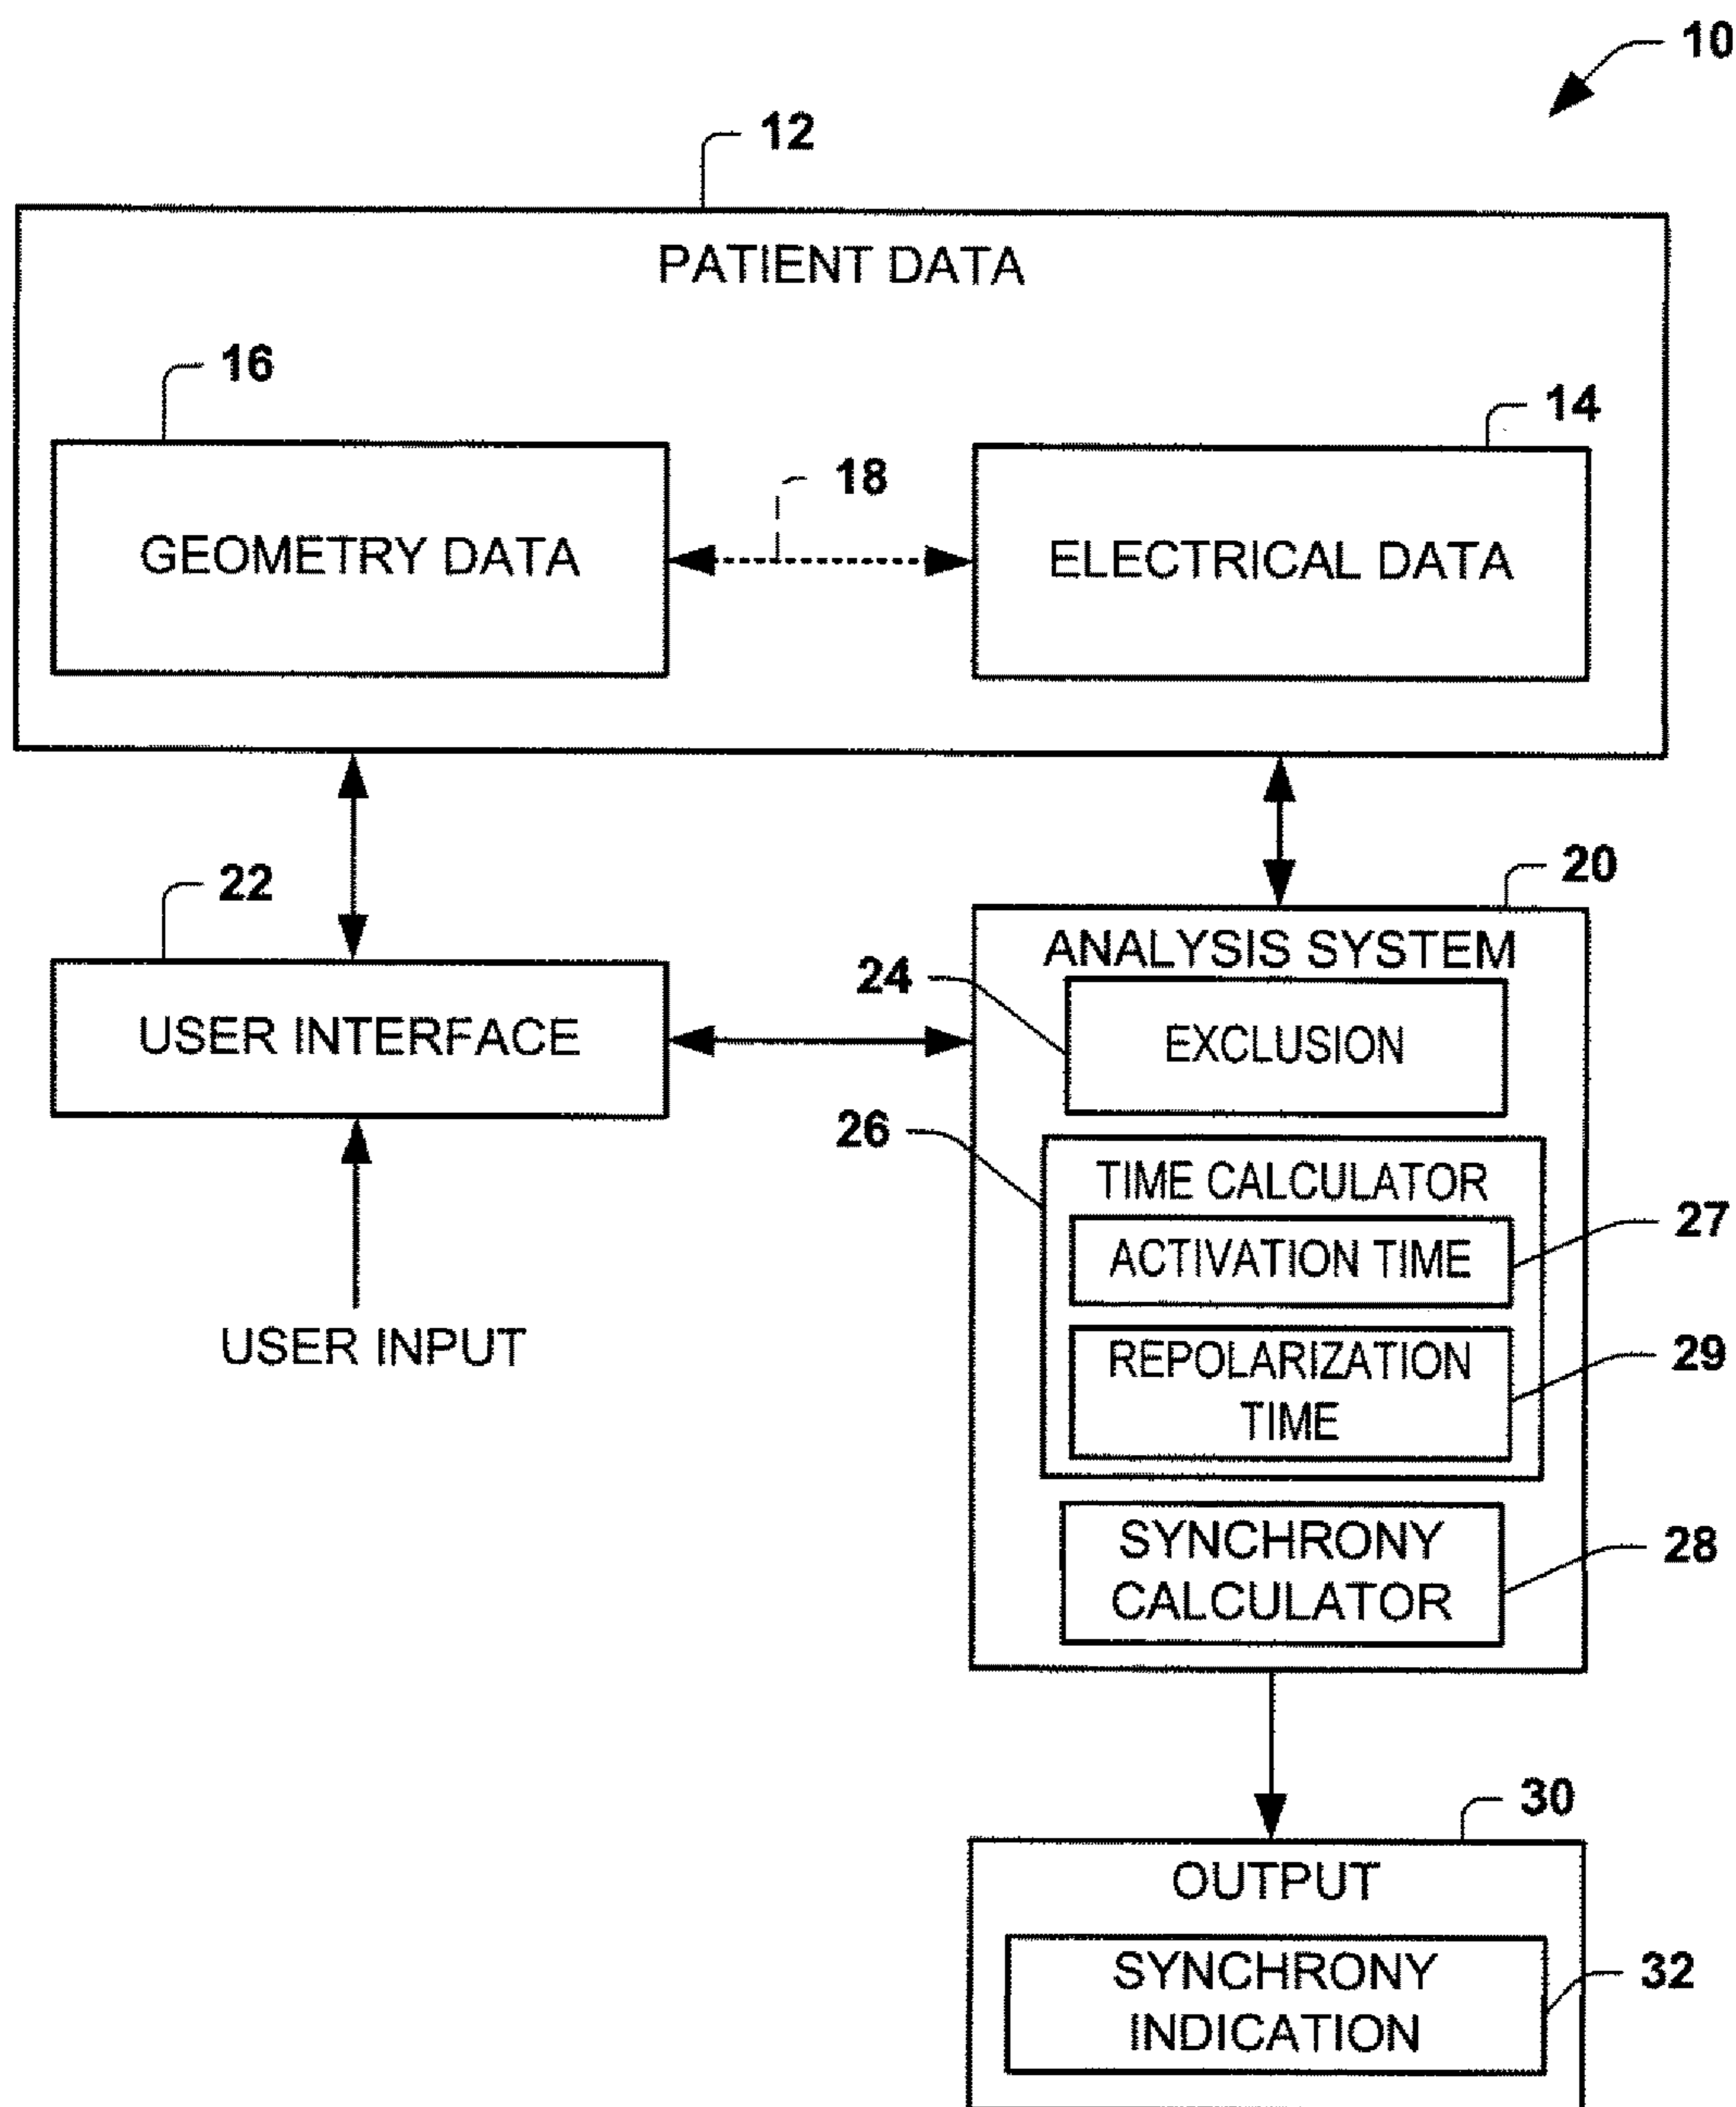 10
12
PATIENT DATA
16
14
18
GEOMETRY DATA
ELECTRICAL DATA
22
20
ANALYSIS SYSTEM
24
USER INTERFACE
EXCLUSION
26
TIME CALCULATOR
27
ACTIVATION TIME
USER INPUT
REPOLARIZATION
TIME
29
SYNCHRONY
CALCULATOR
28
30
OUTPUT
SYNCHRONY
INDICATION
32